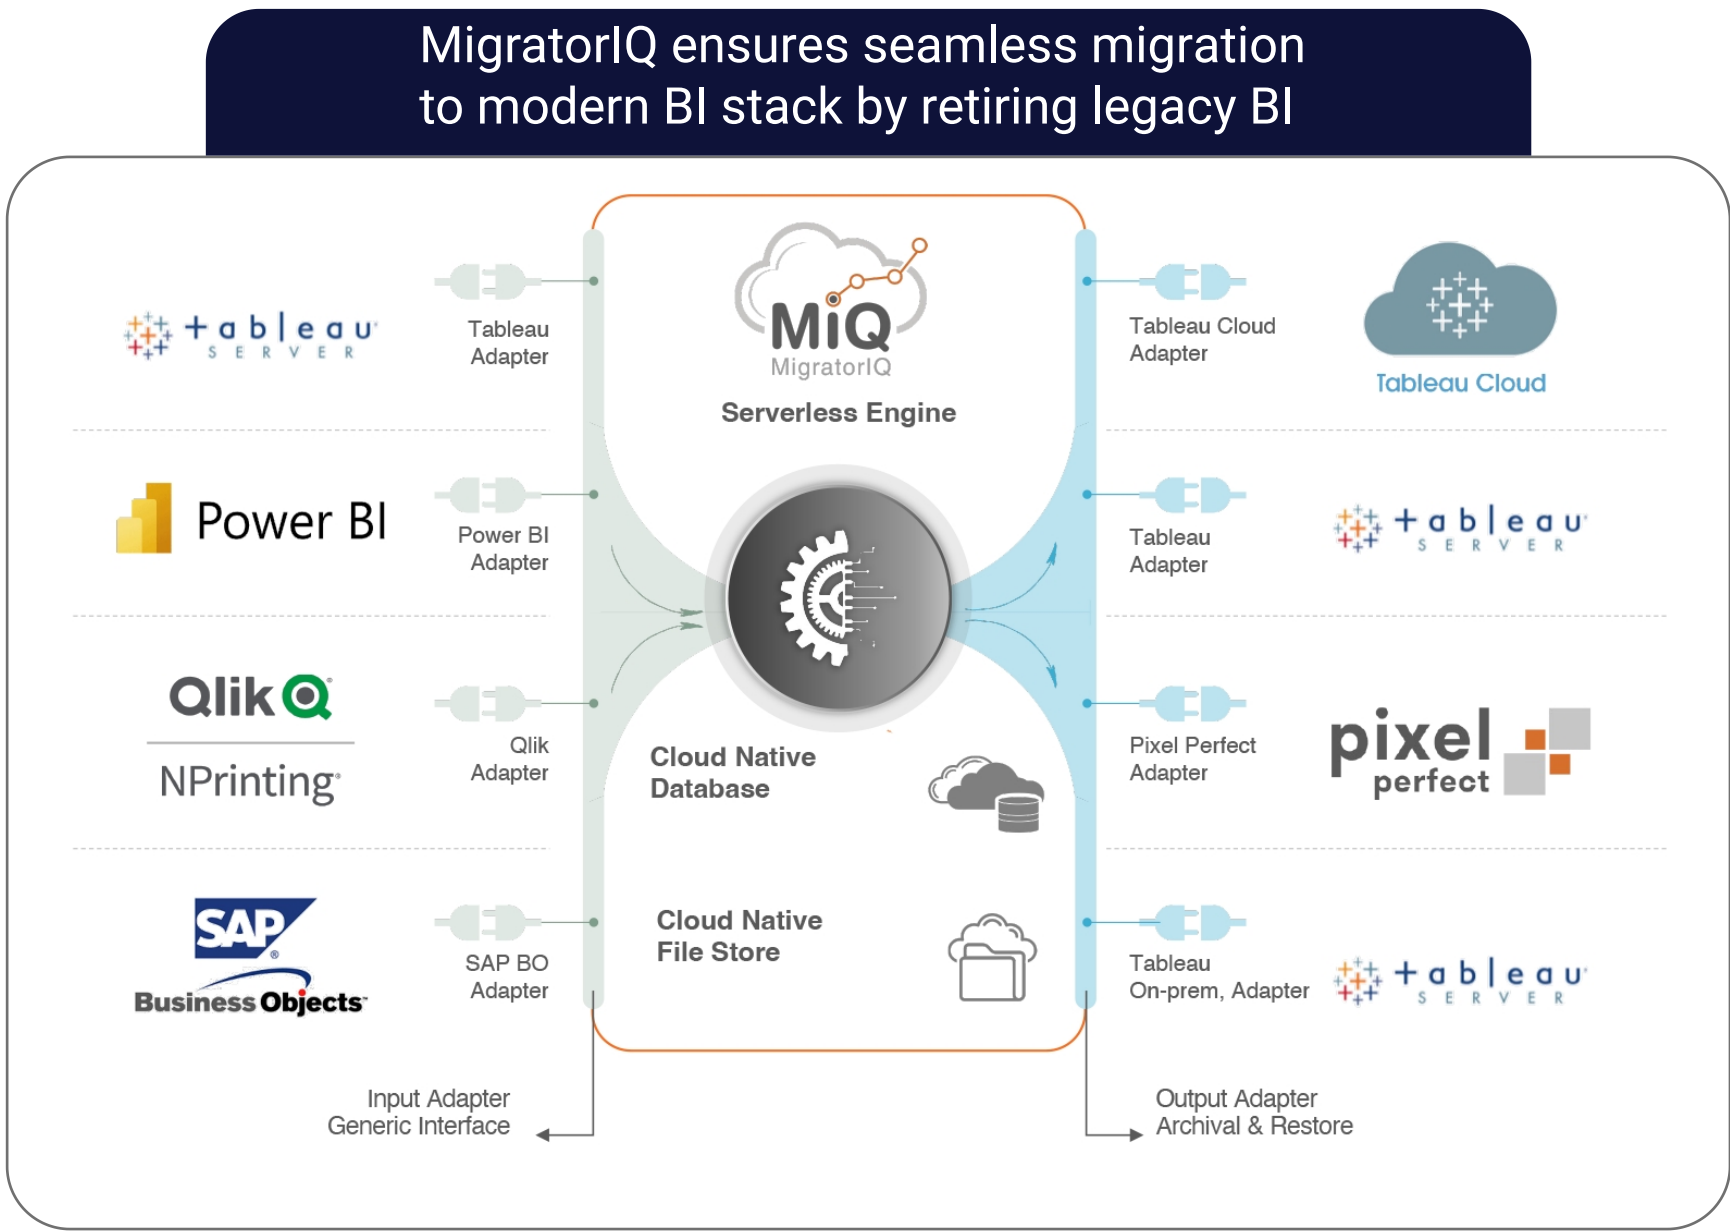 MigratorIQ ensures seamless migration
to modern BI stack by retiring legacy BI
+ableau
SERVER
Tableau
Adapter
MiQ
MigratorIQ
Serverless Engine
Tableau Cloud
Adapter
Tableau Cloud
Power BI
Power BI
Adapter
Tableau
Adapter
+ableau
SERVER
Qlik
NPrinting
Qlik
Adapter
Cloud Native
Database
Pixel Perfect
Adapter
pixel
perfect
SAP
Business Objects
SAP BO
Adapter
Cloud Native
File Store
Tableau
On-prem, Adapter
+ableau
SERVER
Input Adapter
Generic Interface
Output Adapter
Archival & Restore